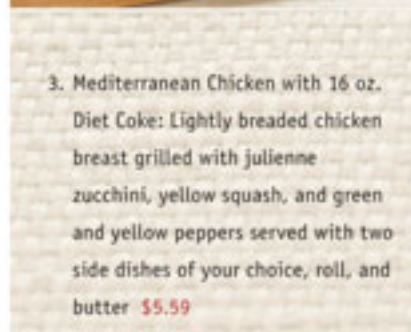 3. Mediterranean Chicken with 16 oz.
Diet Coke: Lightly breaded chicken
breast grilled with julienne
zucchini, yellow squash, and green
and yellow peppers served with two
side dishes of your choice, roll, and
butter $5.59